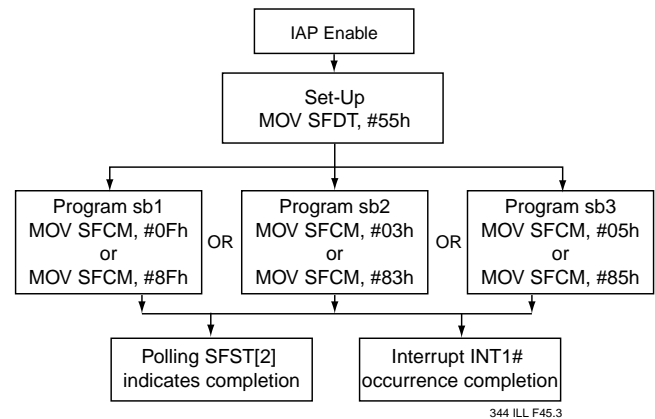 IAP Enable
Set-Up
MOV SFDT, #55h
Program sb1
MOV SFCM, #0Fh
or
MOV SFCM, #8Fh
OR
Program sb2
MOV SFCM, #03h
or
MOV SFCM, #83h
OR
Program sb3
MOV SFCM, #05h
or
MOV SFCM, #85h
Polling SFST[2]
indicates completion
Interrupt INT1#
occurrence completion
344 ILL F45.3